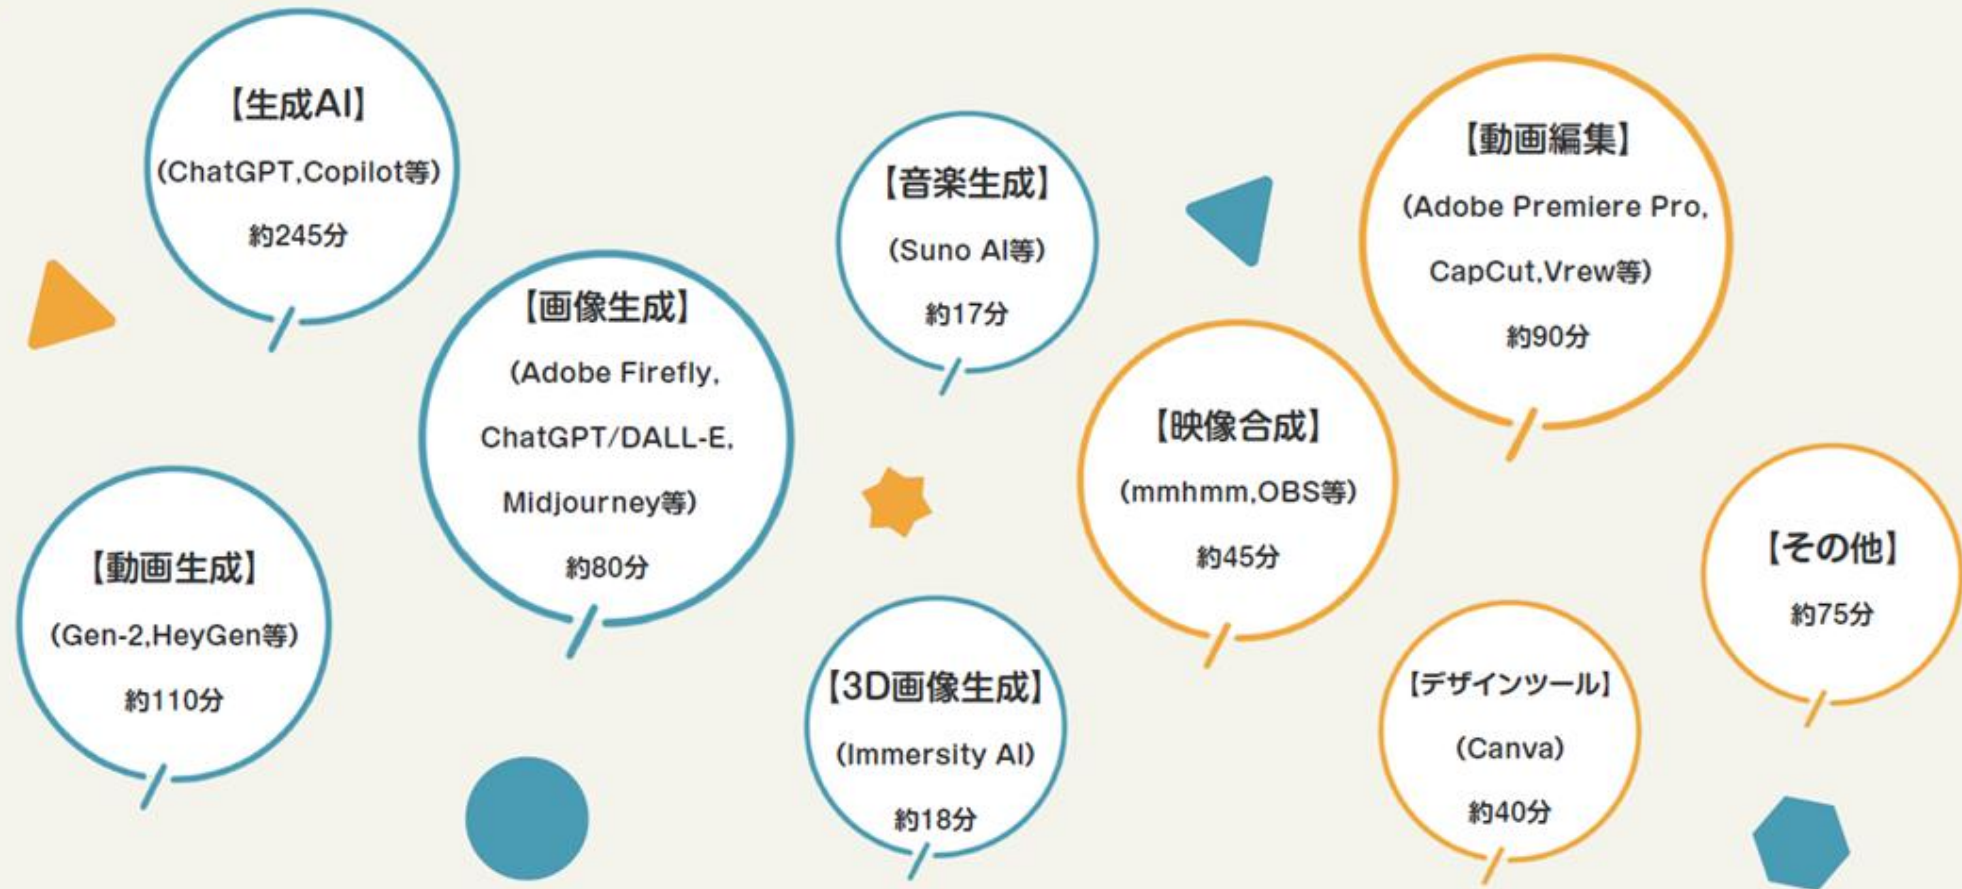 【生成AI】
(ChatGPT,Copilot等)
約245分
【画像生成】
(Adobe Firefly,
ChatGPT/DALL-E,
Midjourney等)
約80分
【動画生成】
(Gen-2,HeyGen等)
約110分
【音楽生成】
(Suno AI等)
約17分
【3D画像生成】
(Immersity AI)
約18分
【動画編集】
(Adobe Premiere Pro,
CapCut,Vrew等)
約90分
【映像合成】
(mmhmm,OBS等)
約45分
【その他】
約75分
【デザインツール】
(Canva)
約40分